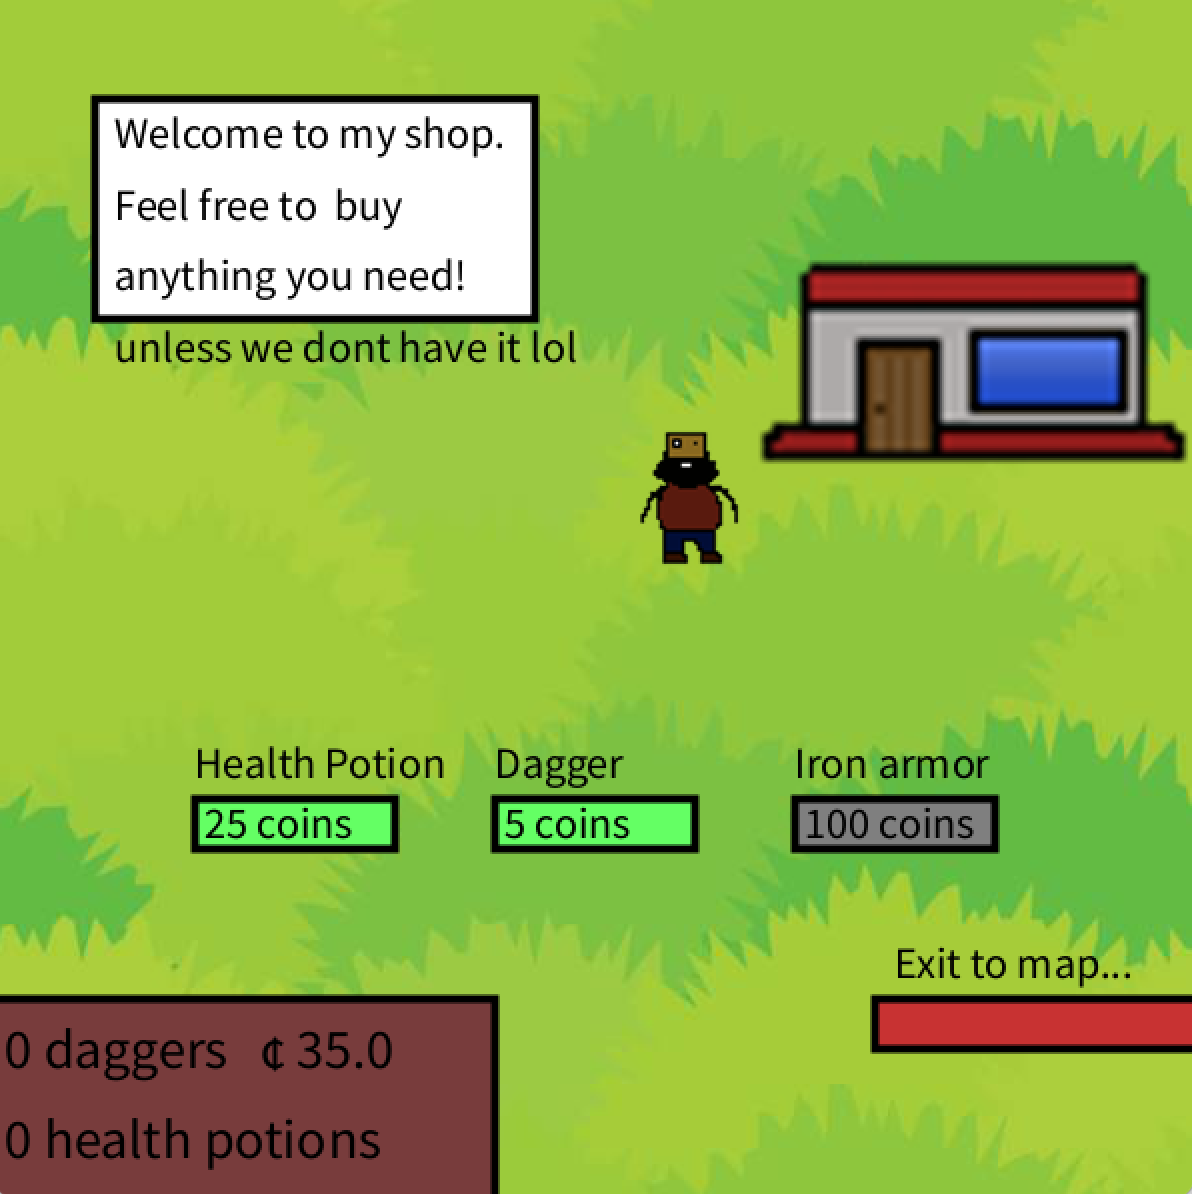 Welcome to my shop.
Feel free to  buy
anything you need!
unless we dont have it lol
Health Potion
25 coins
Dagger
5 coins
Iron armor
100 coins
Exit to map...
0 daggers  ¢ 35.0
0 health potions